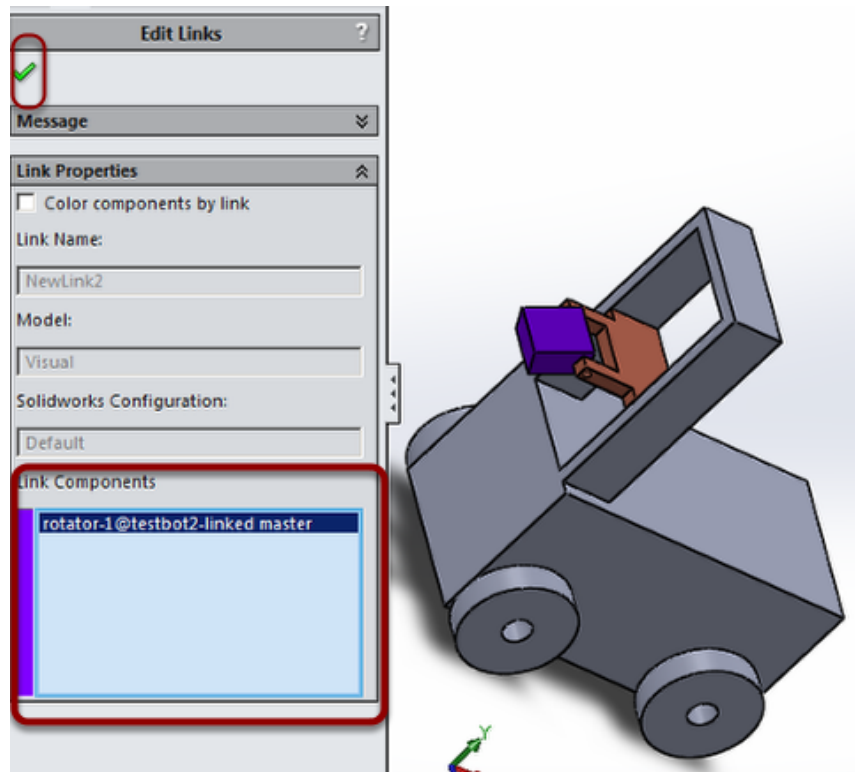 Edit Links ?
Message
Link Properties
Color components by link
Link Name:
NewLink2
Model:
Visual
Solidworks Configuration:
Default
Link Components
rotator-1@testbot2-linked master
Y